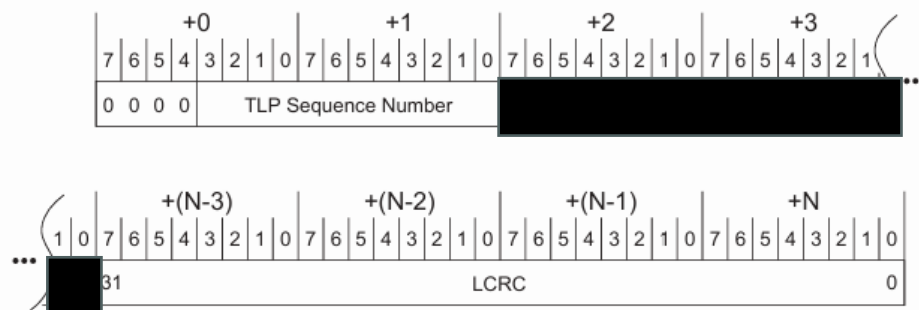 +0 +1 +2 +3
7 6 5 4 3 2 1 0 7 6 5 4 3 2 1 0 7 6 5 4 3 2 1 0 7 6 5 4 3 2 1
0 0 0 0 TLP Sequence Number
+(N-3) +(N-2) +(N-1) +N
1 0 7 6 5 4 3 2 1 0 7 6 5 4 3 2 1 0 7 6 5 4 3 2 1 0 7 6 5 4 3 2 1 0
31 LCRC 0